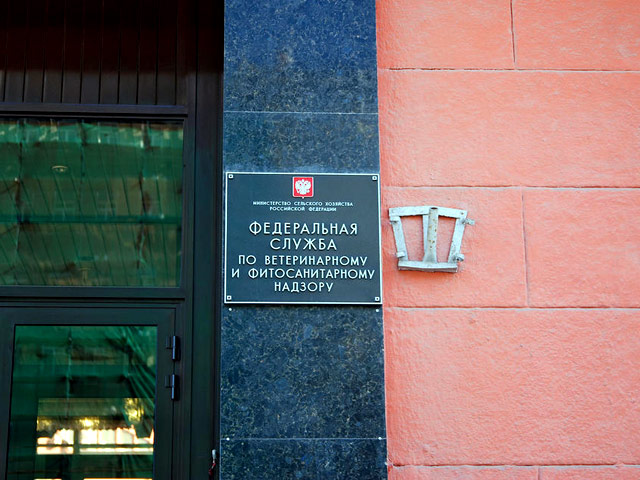 МИНИСТЕРСТВО СЕЛЬСКОГО ХОЗЯЙСТВА
РОССИЙСКОЙ ФЕДЕРАЦИИ
ФЕДЕРАЛЬНАЯ
СЛУЖБА
ПО ВЕТЕРИНАРНОМУ
И ФИТОСАНИТАРНОМУ
НАДЗОРУ